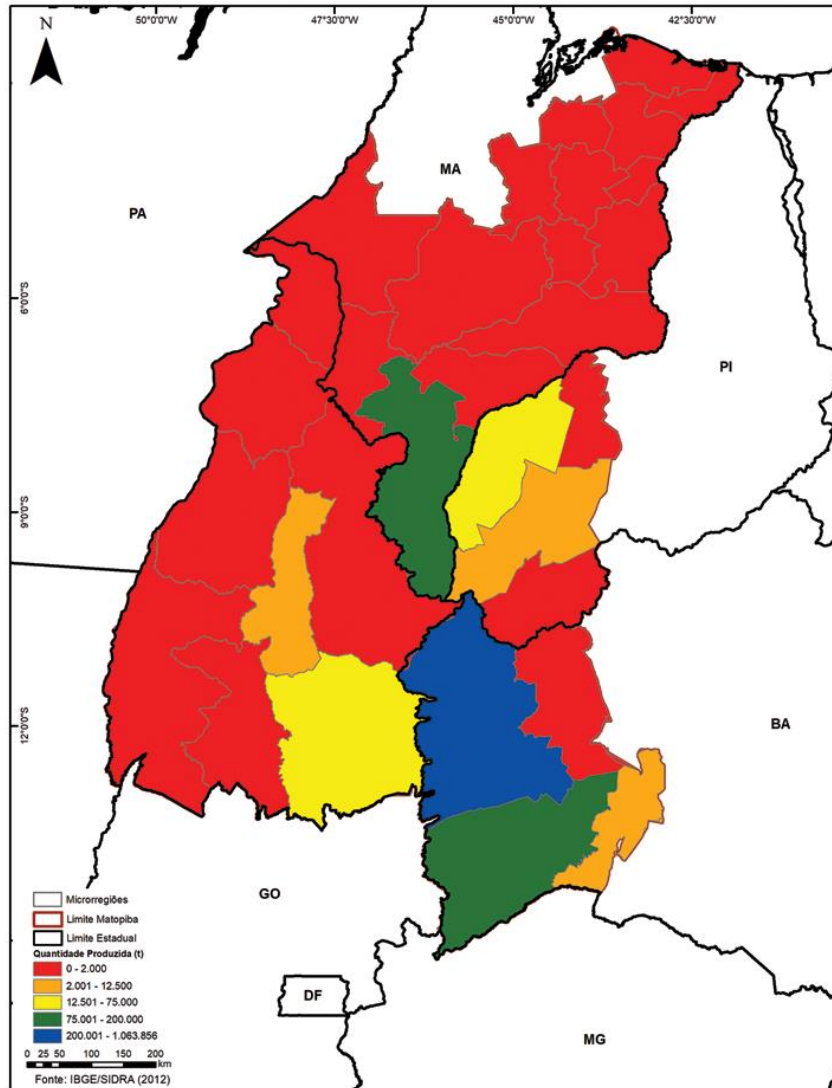 50°0'0"W 47°30'0"W 45°0'0"W 42°30'0"W
N
MA
PA
6°0'0"S
PI
9°0'0"S
12°0'0"S
BA
GO
Microrregiões
Limite Matopiba
Limite Estadual
Quantidade Produzida (t)
0 - 2.000
2.001 - 12.500
12.501 - 75.000
75.001 - 200.000
200.001 - 1.063.856
DF
MG
0 25 50 100 150 200
km
Fonte: IBGE/SIDRA (2012)